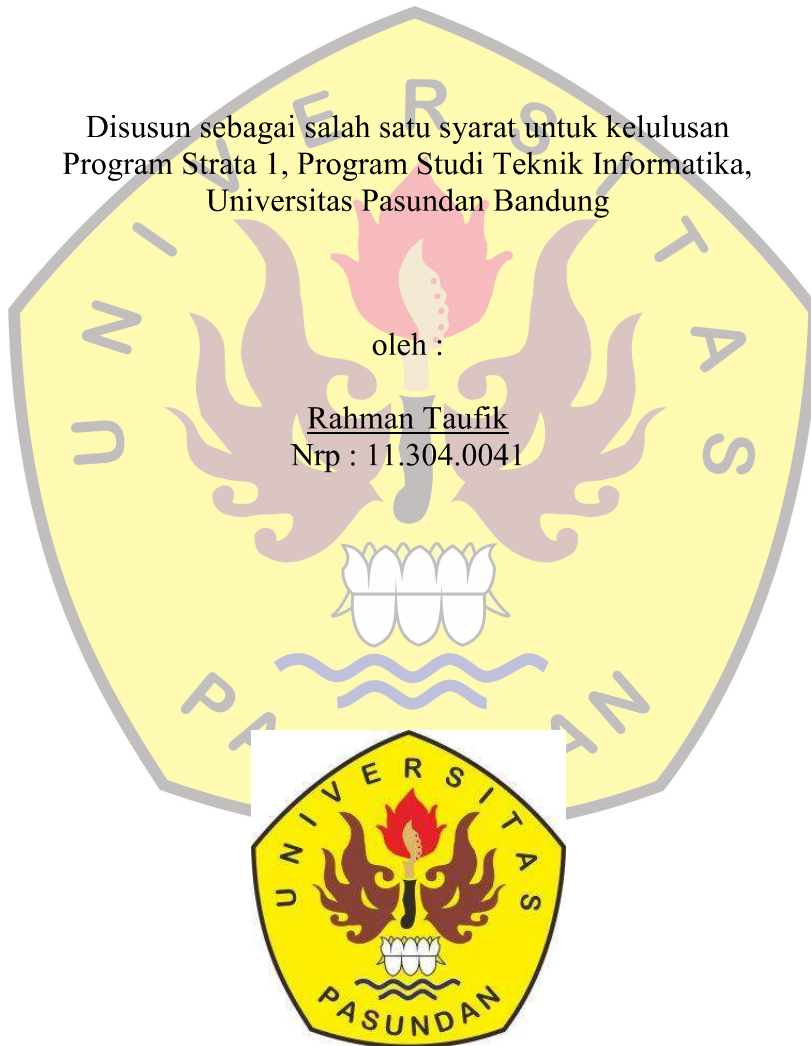 Disusun sebagai salah satu syarat untuk kelulusan
Program Strata 1, Program Studi Teknik Informatika,
Universitas Pasundan Bandung
oleh :
Rahman Taufik
Nrp : 11.304.0041
UNIVERSITAS
PASUNDAN